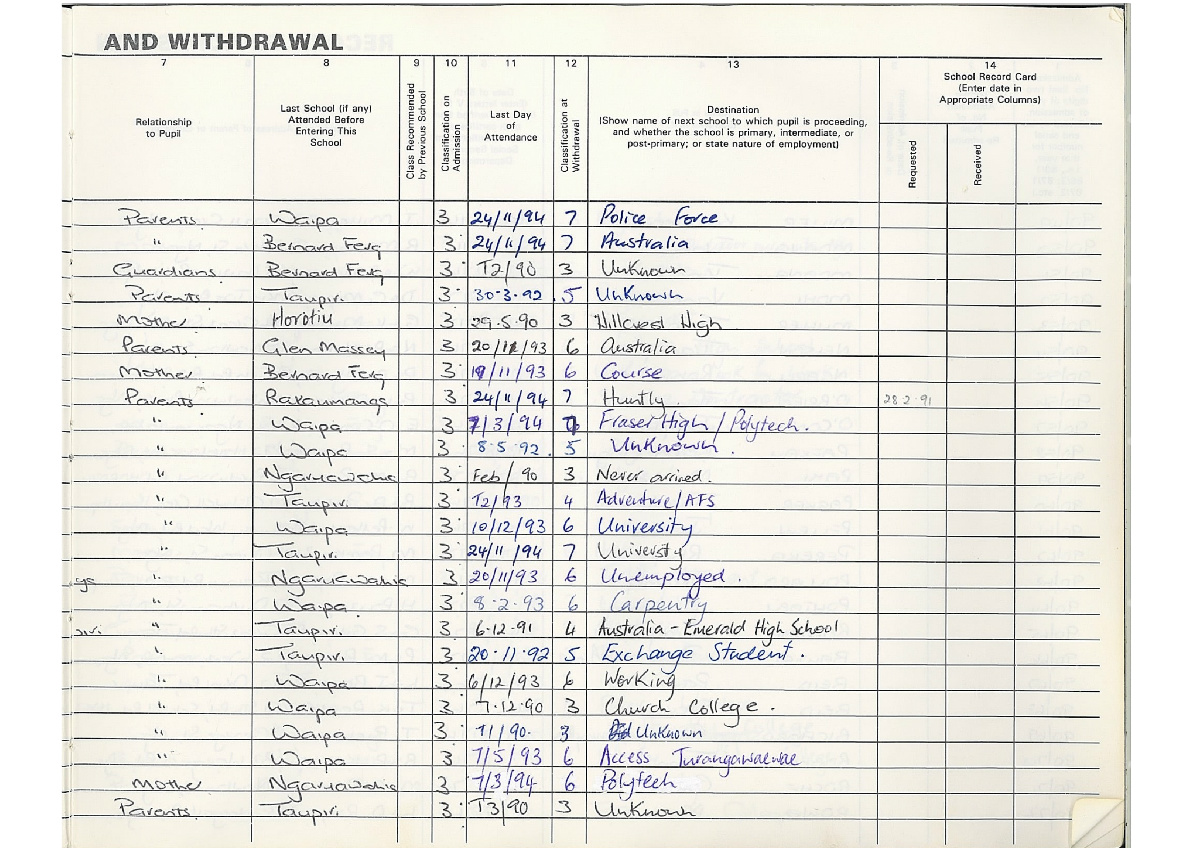 AND WITHDRAWAL
7 8 9 10 11 12 13 14
Relationship to Pupil
Last School (if any) Attended Before Entering This School
Class Recommended by Previous School
Classification on Admission
Last Day of Attendance
Classification at Withdrawal
Destination
(Show name of next school to which pupil is proceeding, and whether the school is primary, intermediate, or post-primary; or state nature of employment)
School Record Card
(Enter date in Appropriate Columns)
Requested
Received
Parents. Waipa 3 24/11/94 7 Police Force
" Bernard Ferg 3 24/11/94 7 Australia
Guardians Bernard Ferg 3 T2/90 3 Unknown
Parents Taupiri. 3 30·3·92 5 Unknown
Mother Horotiu 3 29·5·90 3 Hillcrest High
Parents Glen Massey 3 20/11/93 6 Australia
Mother Bernard Ferg 3 19/11/93 6 Course
Parents Rakaumanga 3 24/11/94 7 Huntly. 28·2·91
" Waipa 3 7/3/94 7 Fraser High / Polytech.
" Waipa 3 8·5·92. 5 Unknown.
" Ngaruawahia 3 Feb/90 3 Never arrived.
" Taupiri. 3 T2/93 4 Adventure/AFS
" Waipa 3 10/12/93 6 University
" Taupiri. 3 24/11/94 7 Universty
ys " Ngaruawahia 3 20/11/93 6 Unemployed.
" Waipa 3 8·2·93 6 Carpentry
" Taupiri. 3 6·12·91 4 Australia - Emerald High School
" Taupiri. 3 20·11·92 5 Exchange Student.
" Waipa 3 6/12/93 6 Working
" Waipa 3 7·12·90 3 Church College.
" Waipa 3 T1/90. 3 Unknown
" Waipa 3 7/5/93 6 Access Turangawaewae
Mother Ngaruawahia 3 7/3/94 6 Polytech
Parents. Taupiri. 3 T3/90 3 Unknown